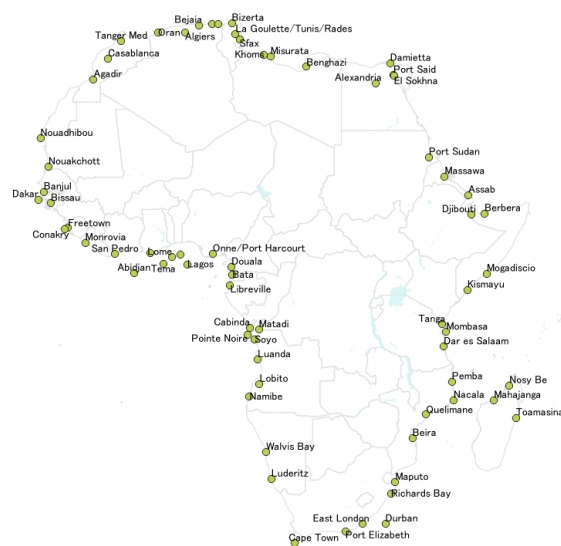 Bejaia
Bizerta
Tanger Med
Oran
Algiers
La Goulette/Tunis/Rades
Sfax
Casablanca
Khoms
Misurata
Benghazi
Damietta
Port Said
Alexandria
El Sokhna
Agadir
Nouadhibou
Port Sudan
Nouakchott
Massawa
Banjul
Dakar
Bissau
Assab
Djibouti
Berbera
Freetown
Conakry
Monrovia
San Pedro
Lome
Onne/Port Harcourt
Abidjan
Tema
Lagos
Douala
Bata
Mogadiscio
Libreville
Kismayu
Cabinda
Matadi
Tanga
Pointe Noire
Soyo
Mombasa
Dar es Salaam
Luanda
Lobito
Pemba
Nosy Be
Namibe
Nacala
Mahajanga
Quelimane
Toamasina
Beira
Walvis Bay
Luderitz
Maputo
Richards Bay
East London
Durban
Cape Town
Port Elizabeth